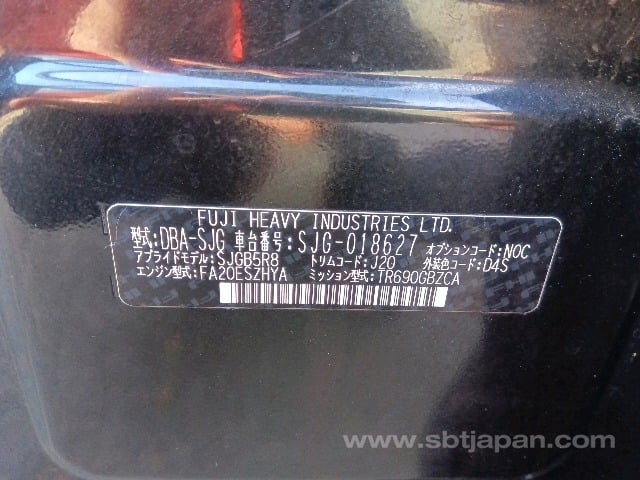 FUJI HEAVY INDUSTRIES LTD.
型式:DBA-SJG 車台番号:SJG-018627 オプションコード:NOC
アプライドモデル:SJGB5R8 トリムコード:J20 外装色コード:D4S
エンジン型式:FA20ESZHYA ミッション型式:TR690GBZCA
www.sbtjapan.com